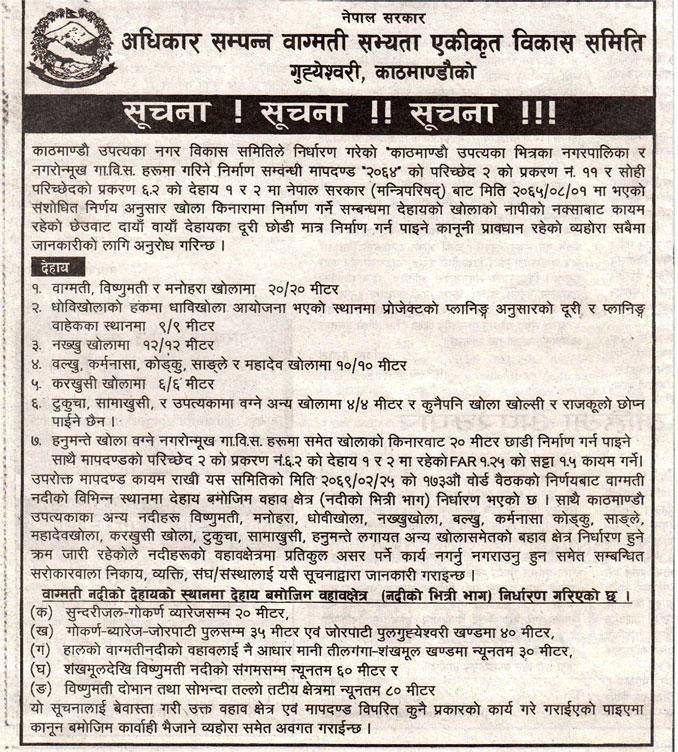 नेपाल सरकार
अधिकार सम्पन्न वाग्मती सभ्यता एकीकृत विकास समिति
गुह्येश्वरी, काठमाण्डौको
सूचना ! सूचना !! सूचना !!!
काठमाण्डौ उपत्यका नगर विकास समितिले निर्धारण गरेको "काठमाण्डौ उपत्यका भित्रका नगरपालिका र
नगरोन्मूख गा.वि.स. हरूमा गरिने निर्माण सम्वंधी मापदण्ड "२०६४" को परिच्छेद २ को प्रकरण नं. ११ र सोही
परिच्छेदको प्रकरण ६.२ को देहाय १ र २ मा नेपाल सरकार (मन्त्रिपरिषद्) बाट मिति २०६५/०८/०१ मा भएको
संशोधित निर्णय अनुसार खोला किनारामा निर्माण गर्ने सम्बन्धमा देहायको खोलाको नापीको नक्साबाट कायम
रहेको छेउवाट दायाँ वायाँ देहायका दूरी छोडी मात्र निर्माण गर्न पाइने कानूनी प्रावधान रहेको व्यहोरा सबैमा
जानकारीको लागि अनुरोध गरिन्छ ।
देहाय
१. वाग्मती, विष्णुमती र मनोहरा खोलामा २०/२० मीटर
२. धोविखोलाको हकमा धाविखोला आयोजना भएको स्थानमा प्रोजेक्टको प्लानिङ्ग अनुसारको दूरी र प्लानिङ्ग
वाहेकका स्थानमा ९/९ मीटर
३. नख्खु खोलामा १२/१२ मीटर
४. वल्खु, कर्मनासा, कोड्कु, साङ्ले र महादेव खोलामा १०/१० मीटर
५. करखुसी खोलामा ६/६ मीटर
६. टुकुचा, सामाखुसी, र उपत्यकामा वग्ने अन्य खोलामा ४/४ मीटर र कुनैपनि खोला खोल्सी र राजकूलो छोप्न
पाईने छैन ।
७. हनुमन्ते खोला वग्ने नगरोन्मूख गा.वि.स. हरूमा समेत खोलाको किनारवाट २० मीटर छाडी निर्माण गर्न पाइने
साथै मापदण्डको परिच्छेद २ को प्रकरण नं.६.२ को देहाय १ र २ मा रहेको FAR १.२५ को सट्टा १.५ कायम गर्ने।
उपरोक्त मापदण्ड कायम राखी यस समितिको मिति २०६९/०२/२५ को १७३औं वोर्ड वैठकको निर्णयबाट वाग्मती
नदीको विभिन्न स्थानमा देहाय बमोजिम वहाव क्षेत्र (नदीको भित्री भाग) निर्धारण भएको छ । साथै काठमाण्डौ
उपत्यकाका अन्य नदीहरू विष्णुमती, मनोहरा, धोवीखोला, नख्खुखोला, बल्खु, कर्मनासा कोड्कु, साङ्ले,
महादेवखोला, करखुसी खोला, टुकुचा, सामाखुसी, हनुमन्ते लगायत अन्य खोलासमेतको बहाव क्षेत्र निर्धारण हुने
क्रम जारी रहेकोले नदीहरूको वहावक्षेत्रमा प्रतिकुल असर पर्ने कार्य नगर्नु नगराउनु हुन समेत सम्बन्धित
सरोकारवाला निकाय, व्यक्ति, संघ/संस्थालाई यसै सूचनाद्वारा जानकारी गराइन्छ ।
वाग्मती नदीको देहायको स्थानमा देहाय बमोजिम वहावक्षेत्र (नदीको भित्री भाग) निर्धारण गरिएको छ ।
(क) सुन्दरीजल-गोकर्ण व्यारेजसम्म २० मीटर,
(ख) गोकर्ण-ब्यारेज-जोरपाटी पुलसम्म ३५ मीटर एवं जोरपाटी पुलगुह्येश्वरी खण्डमा ४० मीटर,
(ग) हालको वाग्मतीनदीको वहावलाई नै आधार मानी तीलगंगा-शंखमूल खण्डमा न्यूनतम ३० मीटर,
(घ) शंखमूलदेखि विष्णुमती नदीको संगमसम्म न्यूनतम ६० मीटर र
(ङ) विष्णुमती दोभान तथा सोभन्दा तल्लो तटीय क्षेत्रमा न्यूनतम ८० मीटर
यो सूचनालाई बेवास्ता गरी उक्त वहाव क्षेत्र एवं मापदण्ड विपरित कुनै प्रकारको कार्य गरे गराईएको पाइएमा
कानून बमोजिम कार्वाही भैजाने व्यहोरा समेत अवगत गराईन्छ ।